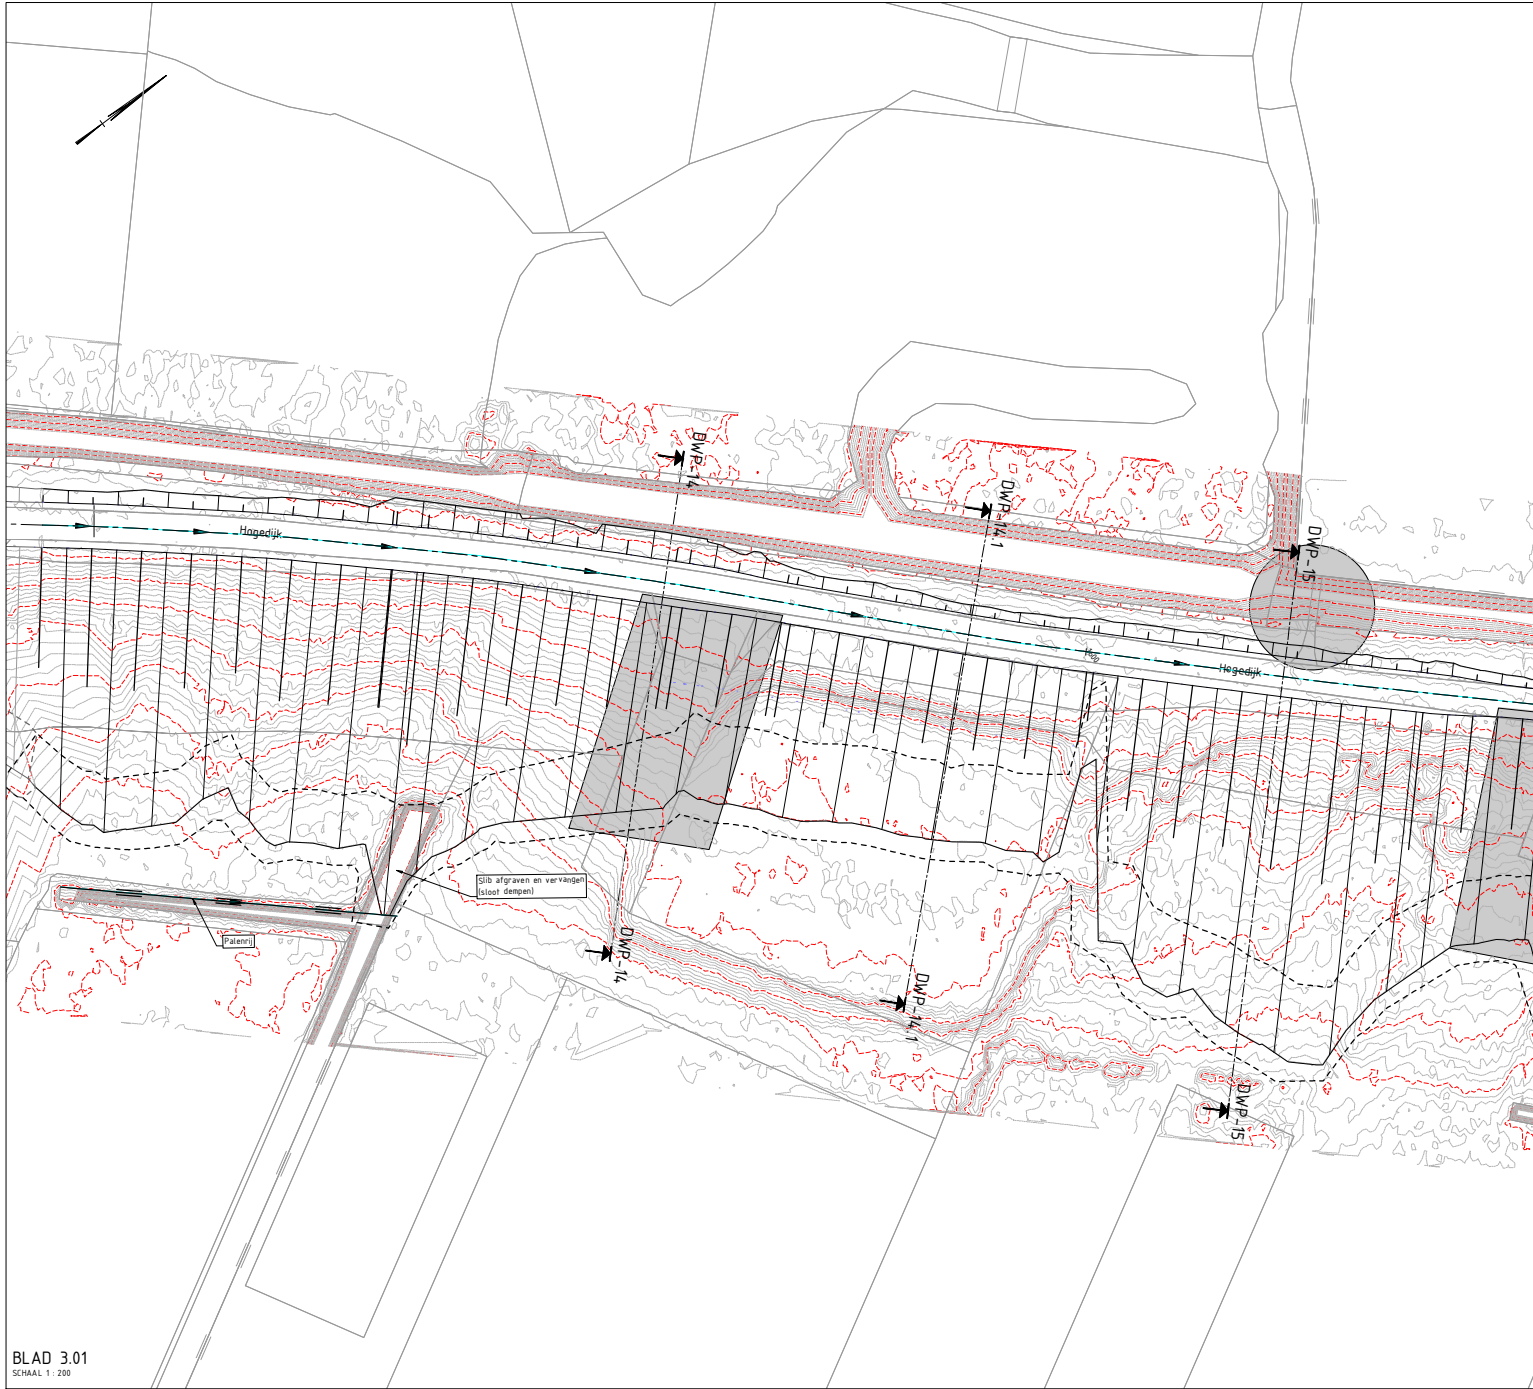 DWP-14
DWP-14.1
DWP-15
Hogedijk
Hogedijk
Slib afgraven en vervangen
(sloot dempen)
Palenrij
DWP-14
DWP-14.1
DWP-15
BLAD 3.01
SCHAAL 1 : 200